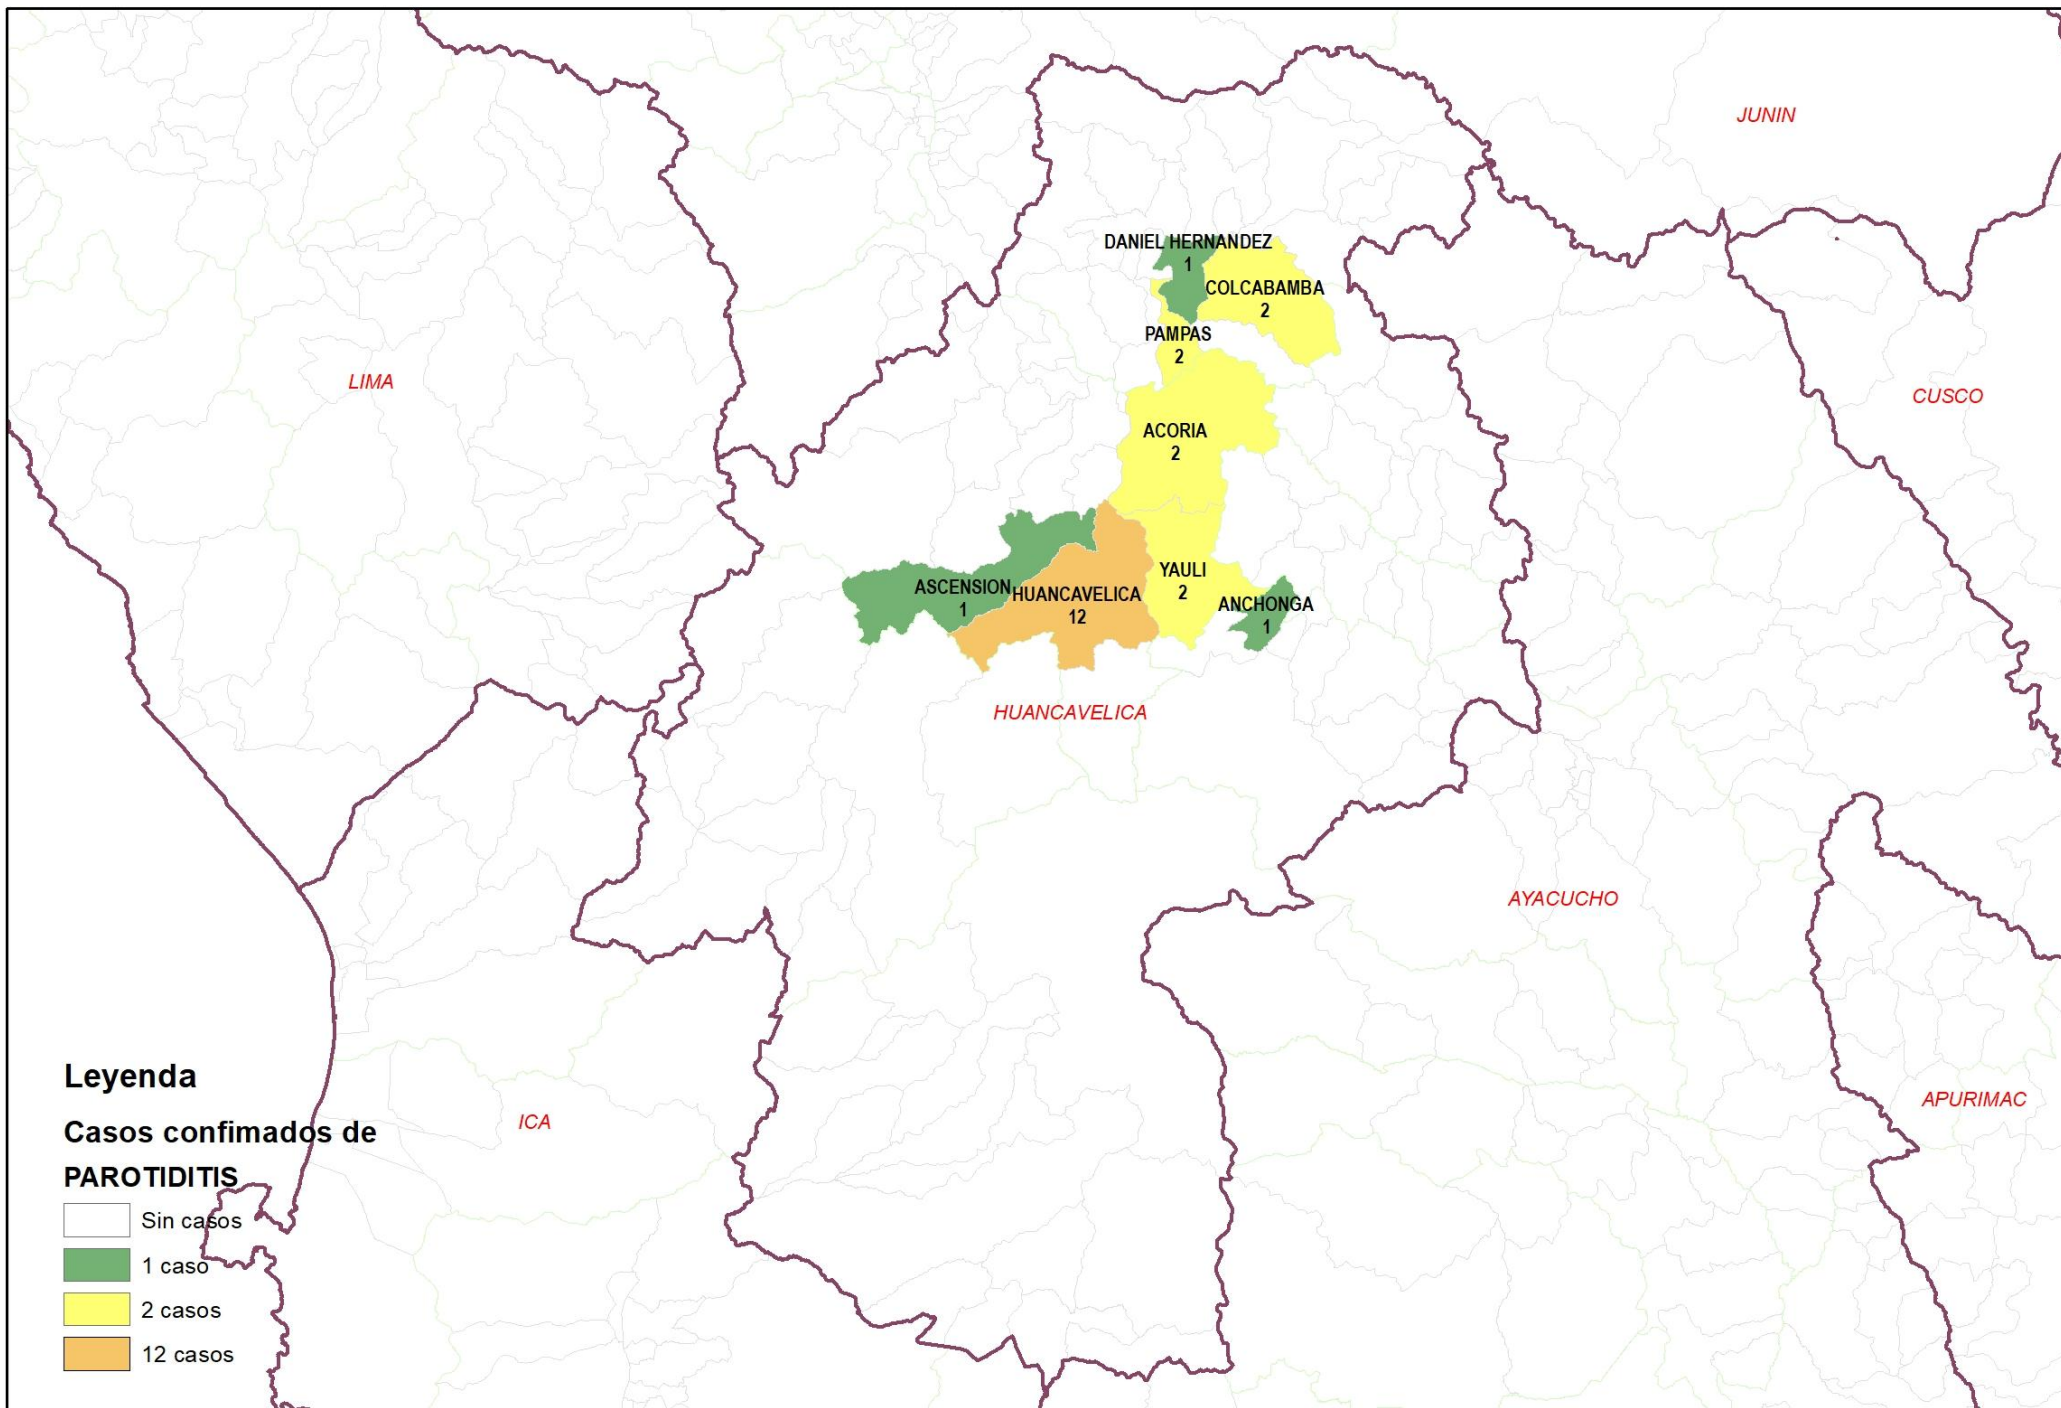 JUNIN
DANIEL HERNANDEZ
1
COLCABAMBA
2
PAMPAS
2
LIMA
CUSCO
ACORIA
2
YAULI
2
ASCENSION
1
HUANCAVELICA
12
ANCHONGA
1
HUANCAVELICA
AYACUCHO
ICA
APURIMAC
Leyenda
Casos confimados de
PAROTIDITIS
Sin casos
1 caso
2 casos
12 casos